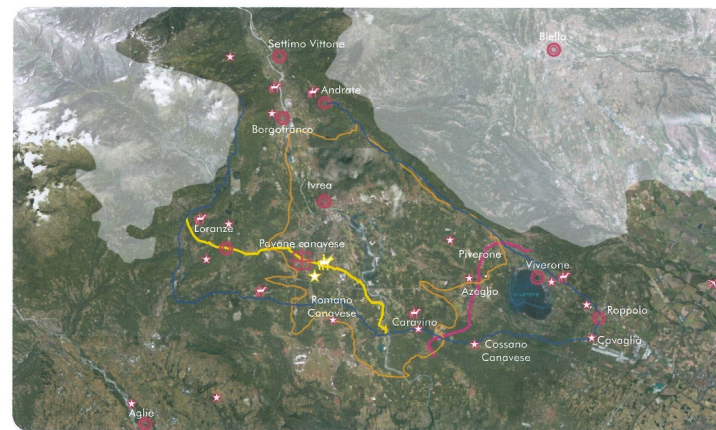 Biella
Settimo Vittone
Andrate
Borgofranco
Ivrea
Loranzè
Pavone canavese
Piverone
Viverone
Azeglio
Romano
Canavese
Caravino
Roppolo
Cossano
Canavese
Cavaglià
Agliè